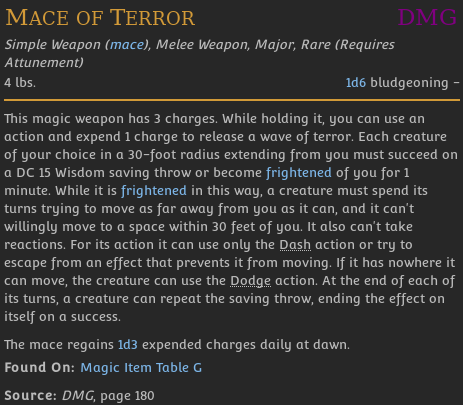 Mace of Terror DMG
Simple Weapon (mace), Melee Weapon, Major, Rare (Requires
Attunement)
4 lbs. 1d6 bludgeoning –
This magic weapon has 3 charges. While holding it, you can use an
action and expend 1 charge to release a wave of terror. Each creature
of your choice in a 30-foot radius extending from you must succeed on
a DC 15 Wisdom saving throw or become frightened of you for 1
minute. While it is frightened in this way, a creature must spend its
turns trying to move as far away from you as it can, and it can't
willingly move to a space within 30 feet of you. It also can't take
reactions. For its action it can use only the Dash action or try to
escape from an effect that prevents it from moving. If it has nowhere it
can move, the creature can use the Dodge action. At the end of each of
its turns, a creature can repeat the saving throw, ending the effect on
itself on a success.
The mace regains 1d3 expended charges daily at dawn.
Found On: Magic Item Table G
Source: DMG, page 180